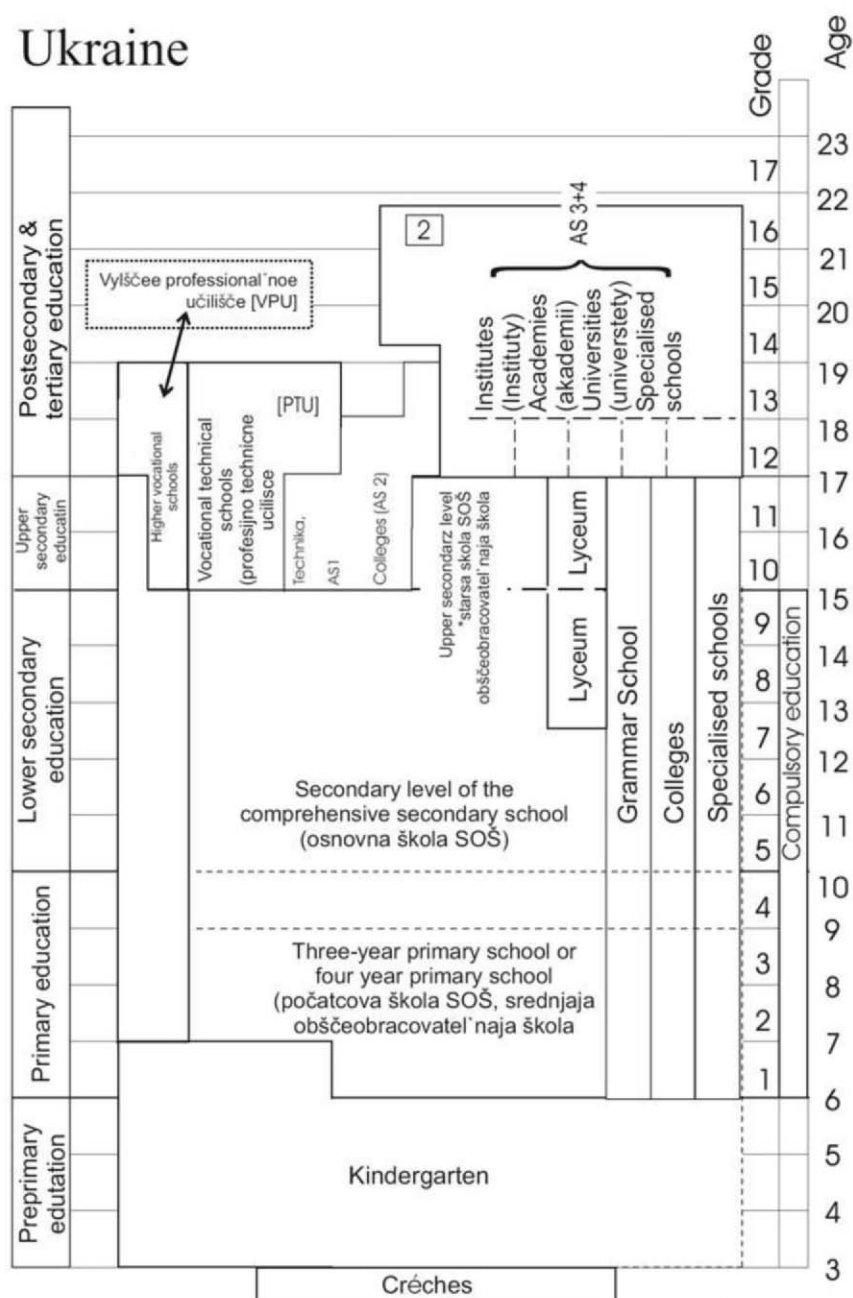 Ukraine
Grade
Age
Postsecondary &
tertiary education
Upper
secondary
educatin
Lower secondary
education
Primary education
Preprimary
edutation
Vylščee professional´noe
učilišče [VPU]
2
AS 3+4
Institutes
(Instituty)
Academies
(akademii)
Universities
(universtety)
Specialised
schools
[PTU]
Higher vocational
schools
Vocational technical
schools
(profesijno technicne
ucilisce
Technika,
AS1
Colleges (AS 2)
Upper secondarz level
*starsa skola SOŠ
obščeobracovatel´naja škola
Lyceum
Lyceum
Grammar School
Colleges
Specialised schools
Compulsory education
Secondary level of the
comprehensive secondary school
(osnovna škola SOŠ)
Three-year primary school or
four year primary school
(počatcova škola SOŠ, srednjaja
obščeobracovatel´naja škola
Kindergarten
Créches
17
16
15
14
13
12
11
10
9
8
7
6
5
4
3
2
1
23
22
21
20
19
18
17
16
15
14
13
12
11
10
9
8
7
6
5
4
3